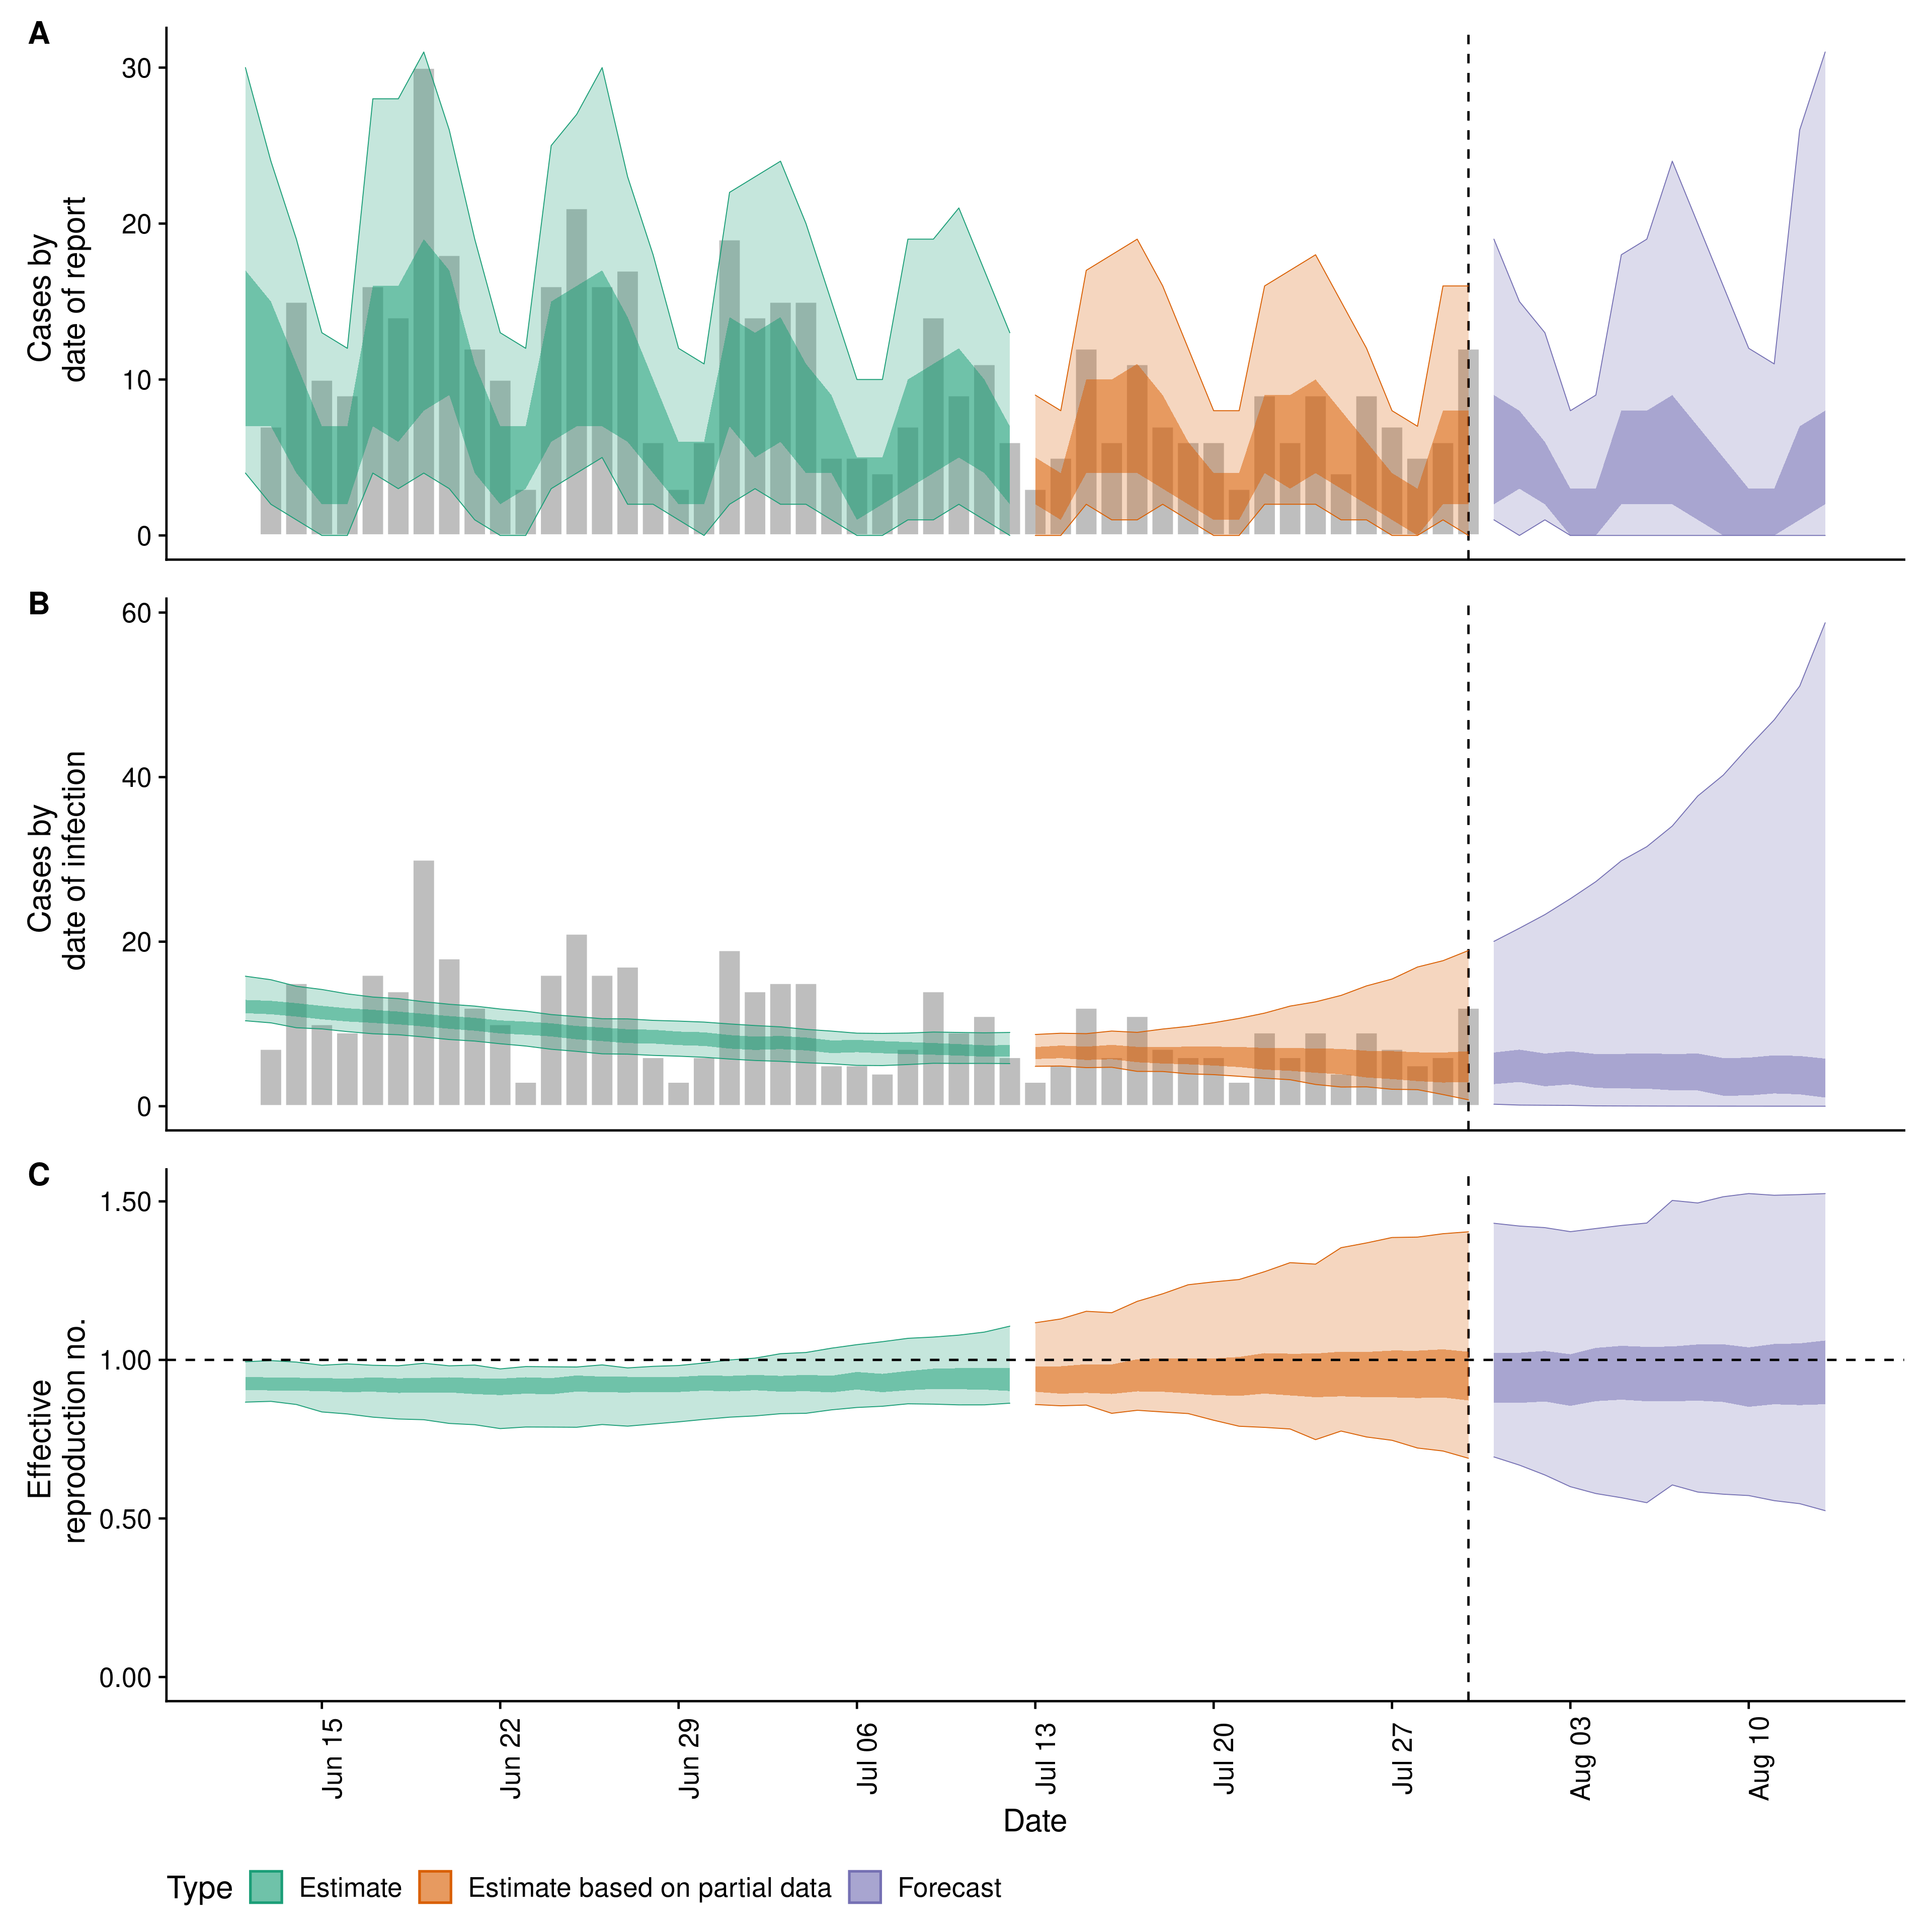 A
30
20
10
0
Cases by
date of report
B
60
40
20
0
Cases by
date of infection
C
1.50
1.00
0.50
0.00
Effective
reproduction no.
Jun 15
Jun 22
Jun 29
Jul 06
Jul 13
Jul 20
Jul 27
Aug 03
Aug 10
Date
Type Estimate Estimate based on partial data Forecast